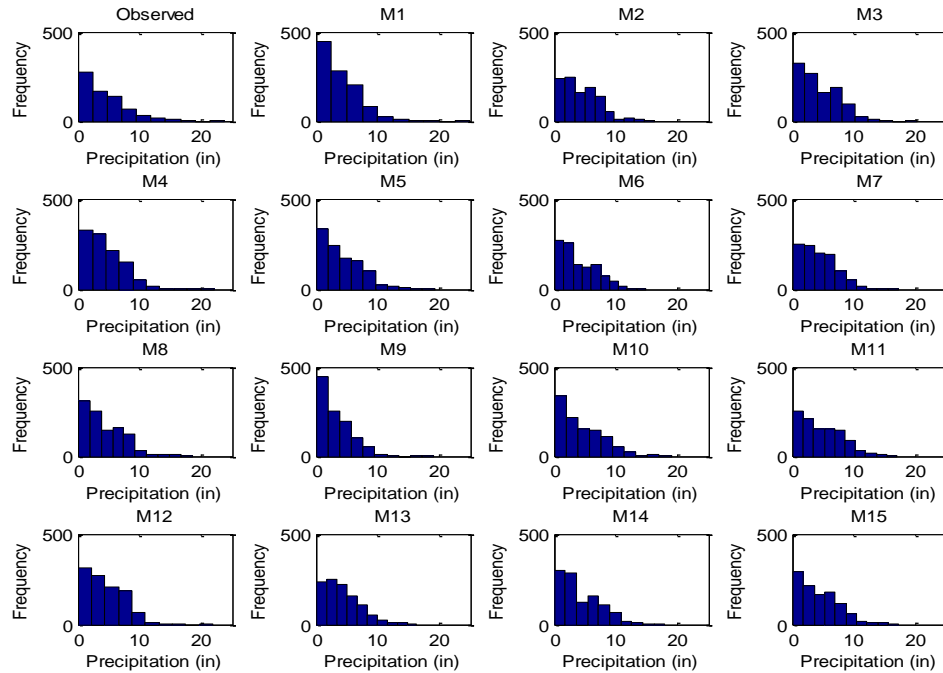 Observed M1 M2 M3
500 500 500 500
Frequency Frequency Frequency Frequency
0 0 0 0
0 10 20 0 10 20 0 10 20 0 10 20
Precipitation (in) Precipitation (in) Precipitation (in) Precipitation (in)
M4 M5 M6 M7
500 500 500 500
Frequency Frequency Frequency Frequency
0 0 0 0
0 10 20 0 10 20 0 10 20 0 10 20
Precipitation (in) Precipitation (in) Precipitation (in) Precipitation (in)
M8 M9 M10 M11
500 500 500 500
Frequency Frequency Frequency Frequency
0 0 0 0
0 10 20 0 10 20 0 10 20 0 10 20
Precipitation (in) Precipitation (in) Precipitation (in) Precipitation (in)
M12 M13 M14 M15
500 500 500 500
Frequency Frequency Frequency Frequency
0 0 0 0
0 10 20 0 10 20 0 10 20 0 10 20
Precipitation (in) Precipitation (in) Precipitation (in) Precipitation (in)